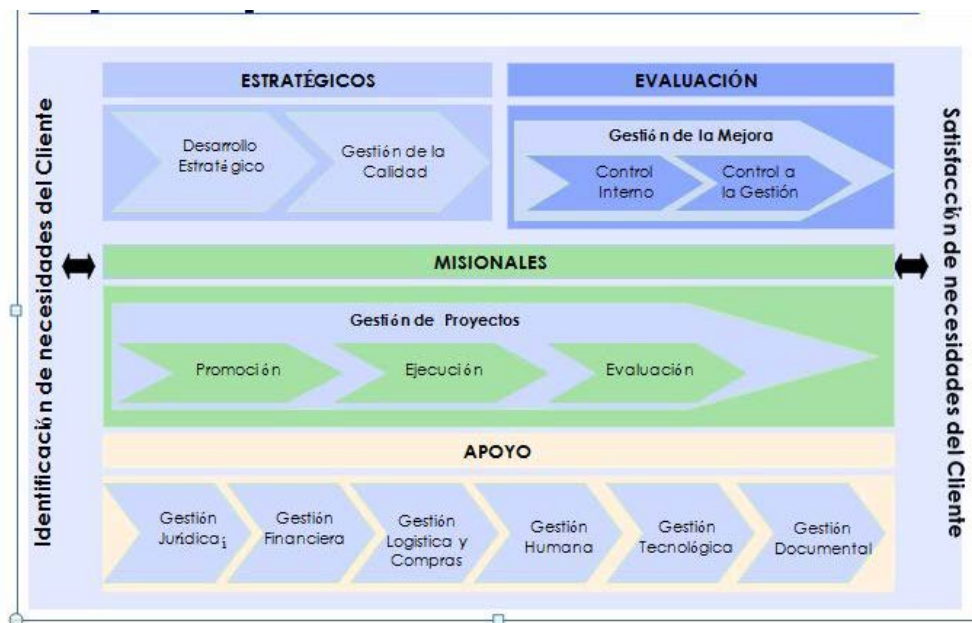 Identificación de necesidades del Cliente
ESTRATÉGICOS
Desarrollo
Estratégico
Gestión de la
Calidad
EVALUACIÓN
Gestión de la Mejora
Control
Interno
Control a
la Gestión
MISIONALES
Gestión de Proyectos
Promoción
Ejecución
Evaluación
APOYO
Gestión
Jurídica¡
Gestión
Financiera
Gestión
Logistica y
Compras
Gestión
Humana
Gestión
Tecnológica
Gestión
Documental
Satisfacción de necesidades del Cliente